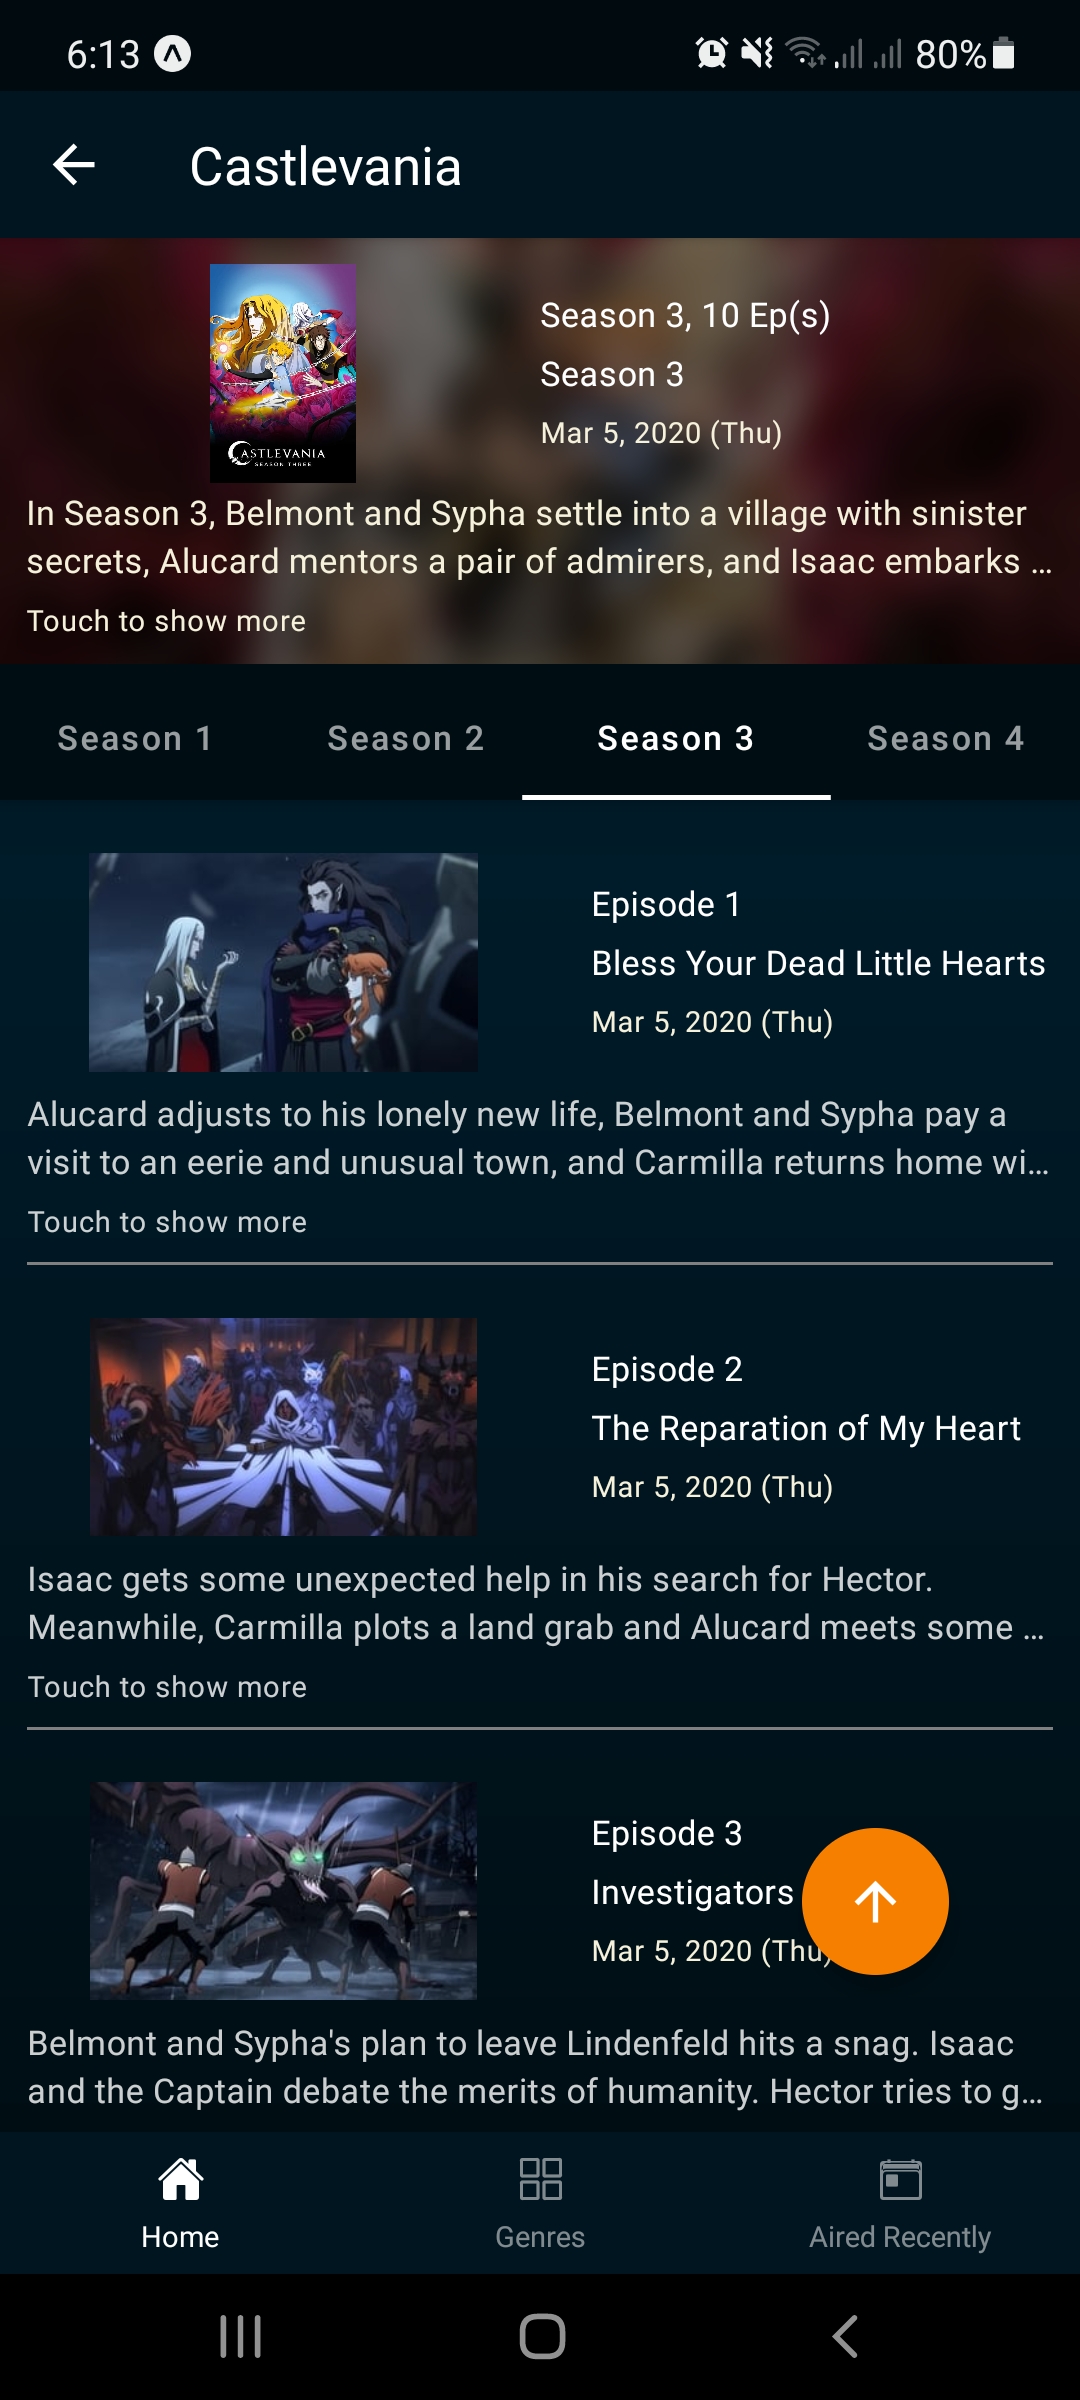 6:13
80%
Castlevania
CASTLEVANIA
SEASON THREE
Season 3, 10 Ep(s)
Season 3
Mar 5, 2020 (Thu)
In Season 3, Belmont and Sypha settle into a village with sinister
secrets, Alucard mentors a pair of admirers, and Isaac embarks ...
Touch to show more
Season 1
Season 2
Season 3
Season 4
Episode 1
Bless Your Dead Little Hearts
Mar 5, 2020 (Thu)
Alucard adjusts to his lonely new life, Belmont and Sypha pay a
visit to an eerie and unusual town, and Carmilla returns home wi...
Touch to show more
Episode 2
The Reparation of My Heart
Mar 5, 2020 (Thu)
Isaac gets some unexpected help in his search for Hector.
Meanwhile, Carmilla plots a land grab and Alucard meets some ...
Touch to show more
Episode 3
Investigators
Mar 5, 2020 (Thu)
Belmont and Sypha's plan to leave Lindenfeld hits a snag. Isaac
and the Captain debate the merits of humanity. Hector tries to g...
Home
Genres
Aired Recently